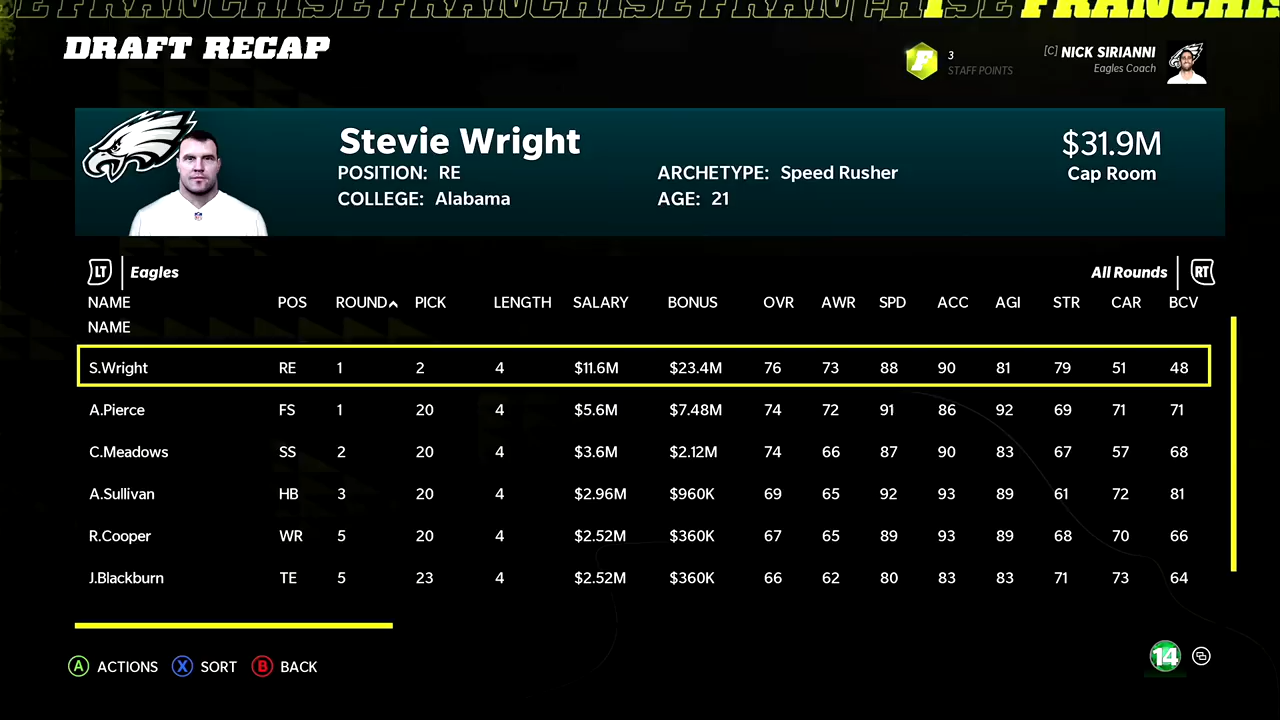 FRANCHISE FRANCHISE FRANCHISE FRANCHISE FRANCHIS
DRAFT RECAP
3
STAFF POINTS
[C] NICK SIRIANNI
Eagles Coach
Stevie Wright
POSITION: RE
COLLEGE: Alabama
ARCHETYPE: Speed Rusher
AGE: 21
$31.9M
Cap Room
LT Eagles
All Rounds RT
NAME POS ROUND PICK LENGTH SALARY BONUS OVR AWR SPD ACC AGI STR CAR BCV
NAME
S.Wright RE 1 2 4 $11.6M $23.4M 76 73 88 90 81 79 51 48
A.Pierce FS 1 20 4 $5.6M $7.48M 74 72 91 86 92 69 71 71
C.Meadows SS 2 20 4 $3.6M $2.12M 74 66 87 90 83 67 57 68
A.Sullivan HB 3 20 4 $2.96M $960K 69 65 92 93 89 61 72 81
R.Cooper WR 5 20 4 $2.52M $360K 67 65 89 93 89 68 70 66
J.Blackburn TE 5 23 4 $2.52M $360K 66 62 80 83 83 71 73 64
A ACTIONS X SORT B BACK
14